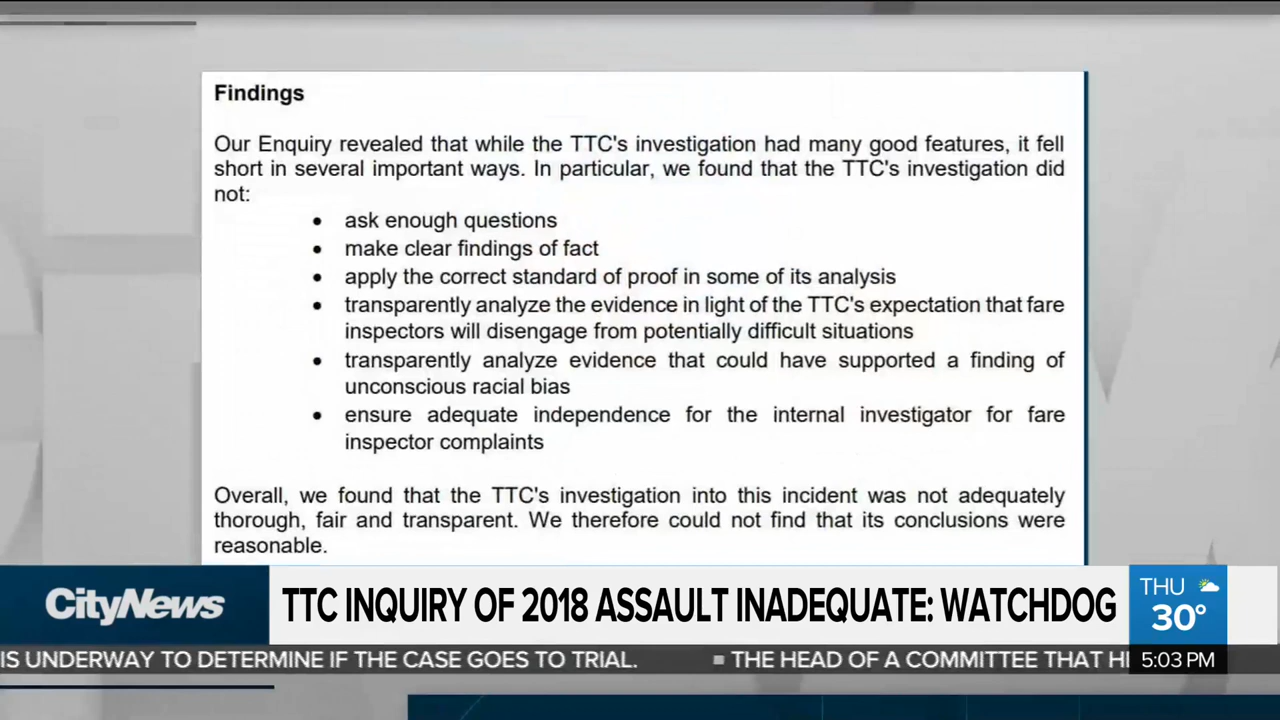 Findings
Our Enquiry revealed that while the TTC's investigation had many good features, it fell
short in several important ways. In particular, we found that the TTC's investigation did
not:
• ask enough questions
• make clear findings of fact
• apply the correct standard of proof in some of its analysis
• transparently analyze the evidence in light of the TTC's expectation that fare
inspectors will disengage from potentially difficult situations
• transparently analyze evidence that could have supported a finding of
unconscious racial bias
• ensure adequate independence for the internal investigator for fare
inspector complaints
Overall, we found that the TTC's investigation into this incident was not adequately
thorough, fair and transparent. We therefore could not find that its conclusions were
reasonable.
CityNews
TTC INQUIRY OF 2018 ASSAULT INADEQUATE: WATCHDOG
THU
30°
IS UNDERWAY TO DETERMINE IF THE CASE GOES TO TRIAL. ■ THE HEAD OF A COMMITTEE THAT
5:03 PM